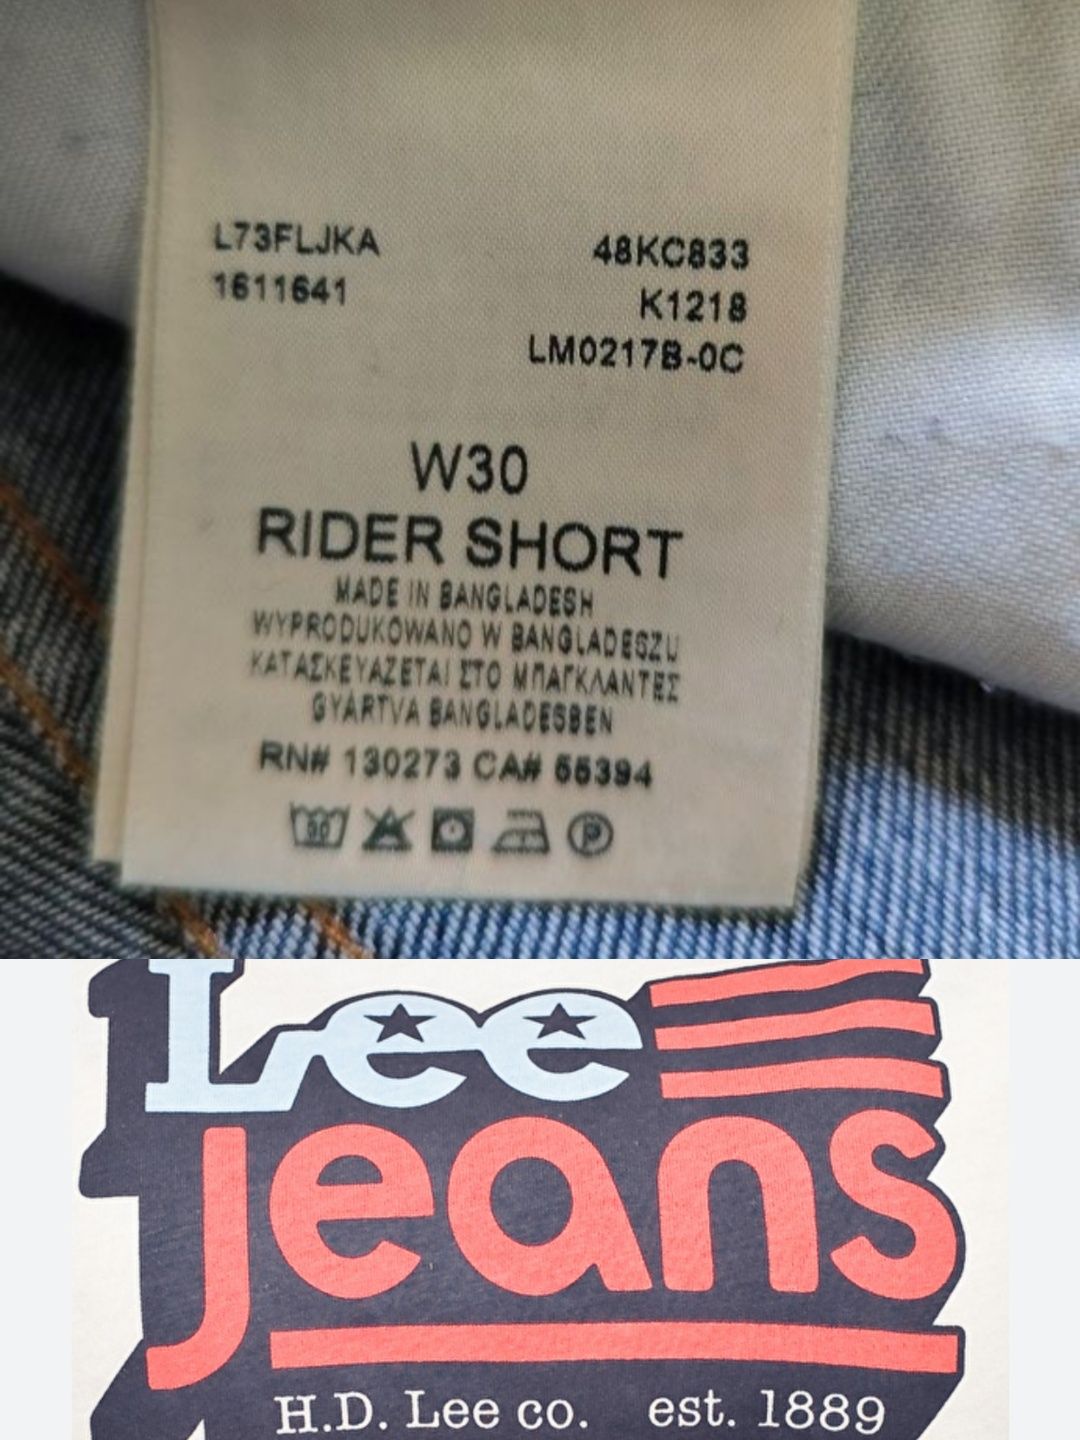 L73FLJKA 48KC833
1611641 K1218
LM0217B-0C
W30
RIDER SHORT
MADE IN BANGLADESH
WYPRODUKOWANO W BANGLADESZU
ΚΑΤΑΣΚΕΥΑΖΕΤΑΙ ΣΤΟ ΜΠΑΓΚΛΑΝΤΕΣ
GYÁRTVA BANGLADESBEN
RN# 130273 CA# 55394
30
P
Lee
jeans
H.D. Lee co. est. 1889